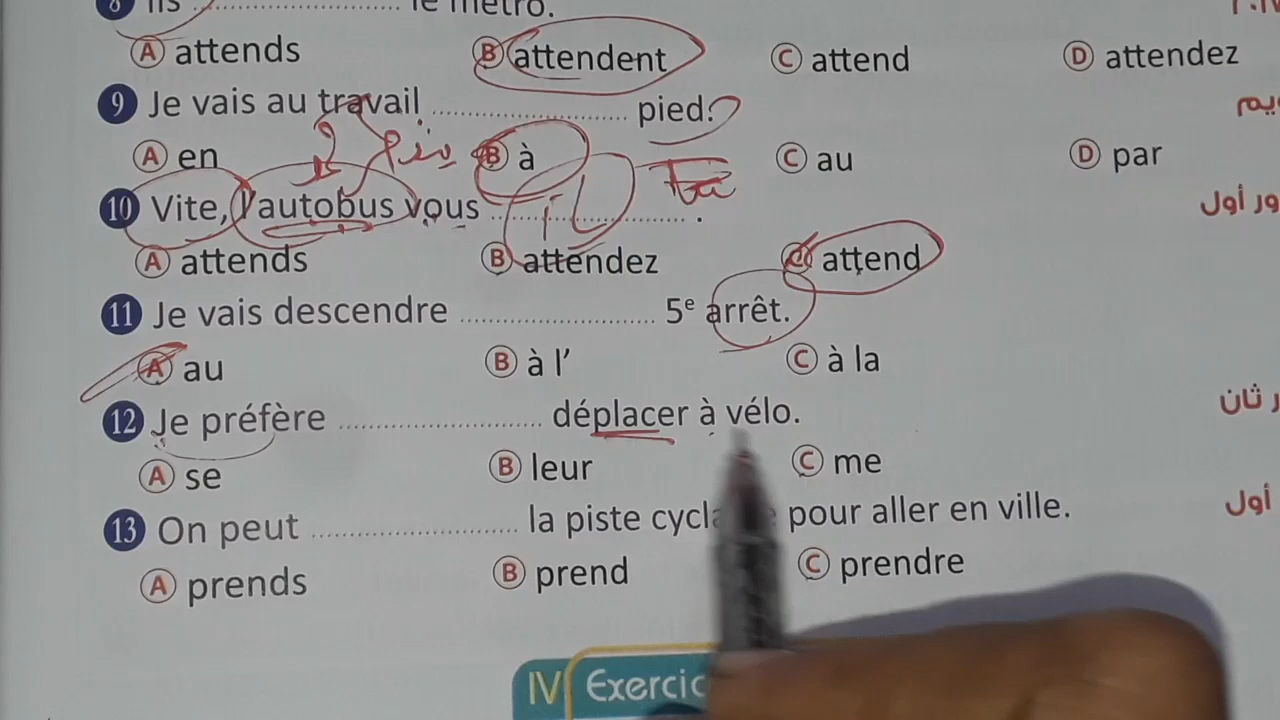 8 Ils .......................... le métro.
A attends B attendent C attend D attendez
9 Je vais au travail .......................... pied.
A en B à C au D par
10 Vite, l'autobus vous .......................... .
A attends B attendez C attend
ور أول
11 Je vais descendre .......................... 5e arrêt.
A au B à l' C à la
12 Je préfère .......................... déplacer à vélo.
ر ثان
A se B leur C me
13 On peut .......................... la piste pour aller en ville.
أول
A prends B prend C prendre
IV